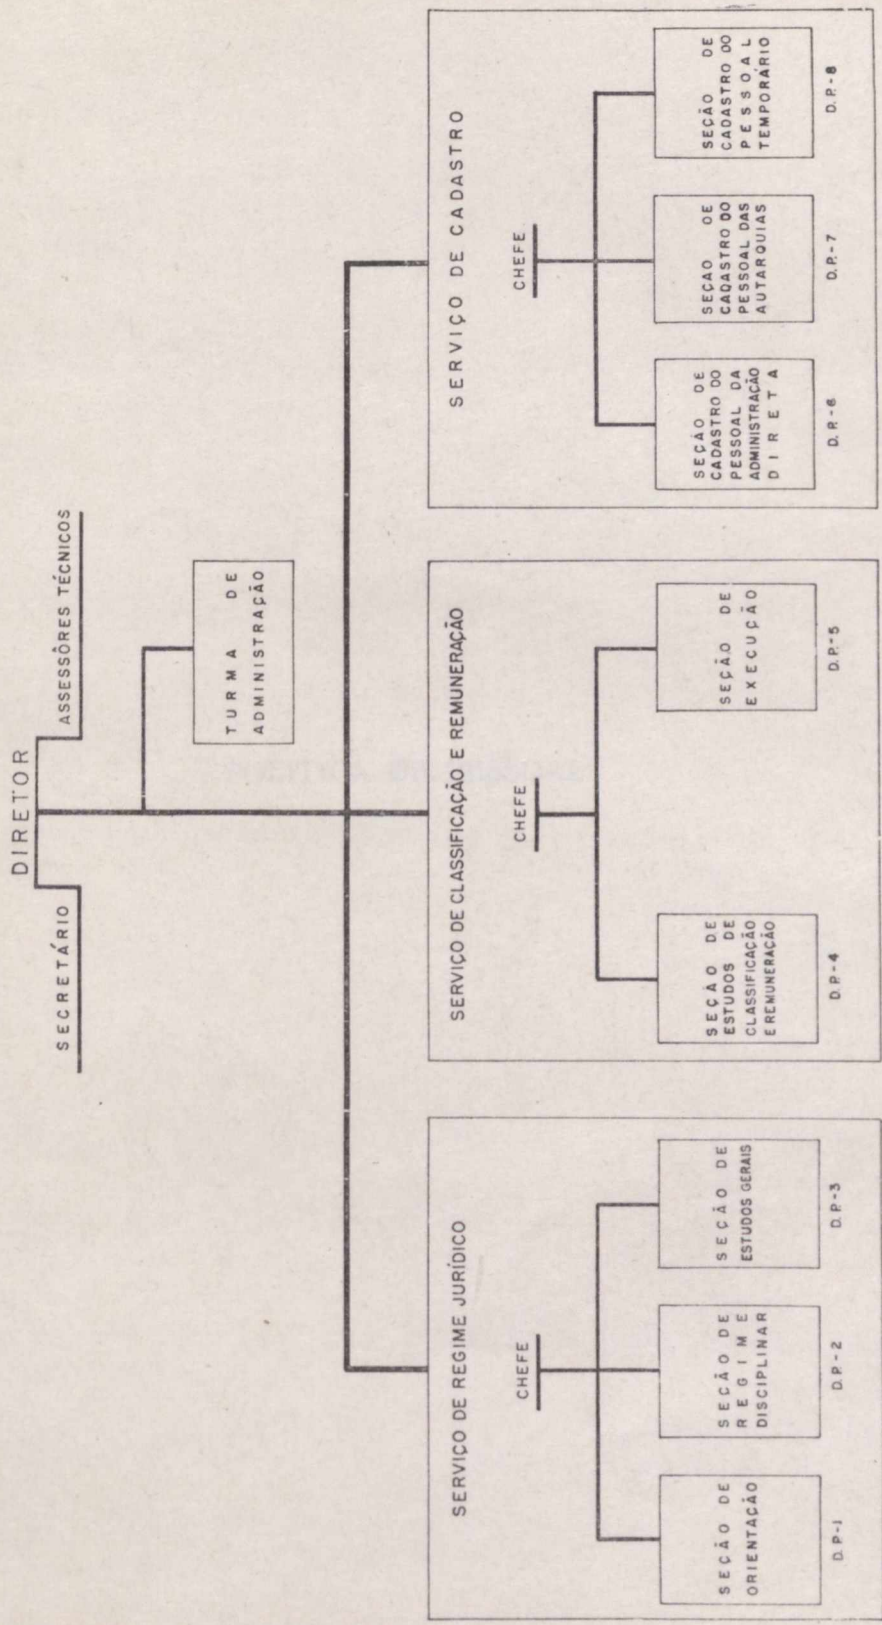 DIRETOR
SECRETÁRIO
ASSESSÔRES TÉCNICOS
TURMA DE
ADMINISTRAÇÃO
SERVIÇO DE REGIME JURÍDICO
CHEFE
SEÇÃO DE
ORIENTAÇÃO
D.P.-1
SEÇÃO DE
REGIME
DISCIPLINAR
D.P.-2
SEÇÃO DE
ESTUDOS GERAIS
D.P.-3
SERVIÇO DE CLASSIFICAÇÃO E REMUNERAÇÃO
CHEFE
SEÇÃO DE
ESTUDOS DE
CLASSIFICAÇÃO
E REMUNERAÇÃO
D.P.-4
SEÇÃO DE
EXECUÇÃO
D.P.-5
SERVIÇO DE CADASTRO
CHEFE
SEÇÃO DE
CADASTRO DO
PESSOAL DA
ADMINISTRAÇÃO
DIRETA
D.P.-6
SEÇÃO DE
CADASTRO DO
PESSOAL DAS
AUTARQUIAS
D.P.-7
SEÇÃO DE
CADASTRO DO
PESSOAL
TEMPORÁRIO
D.P.-8